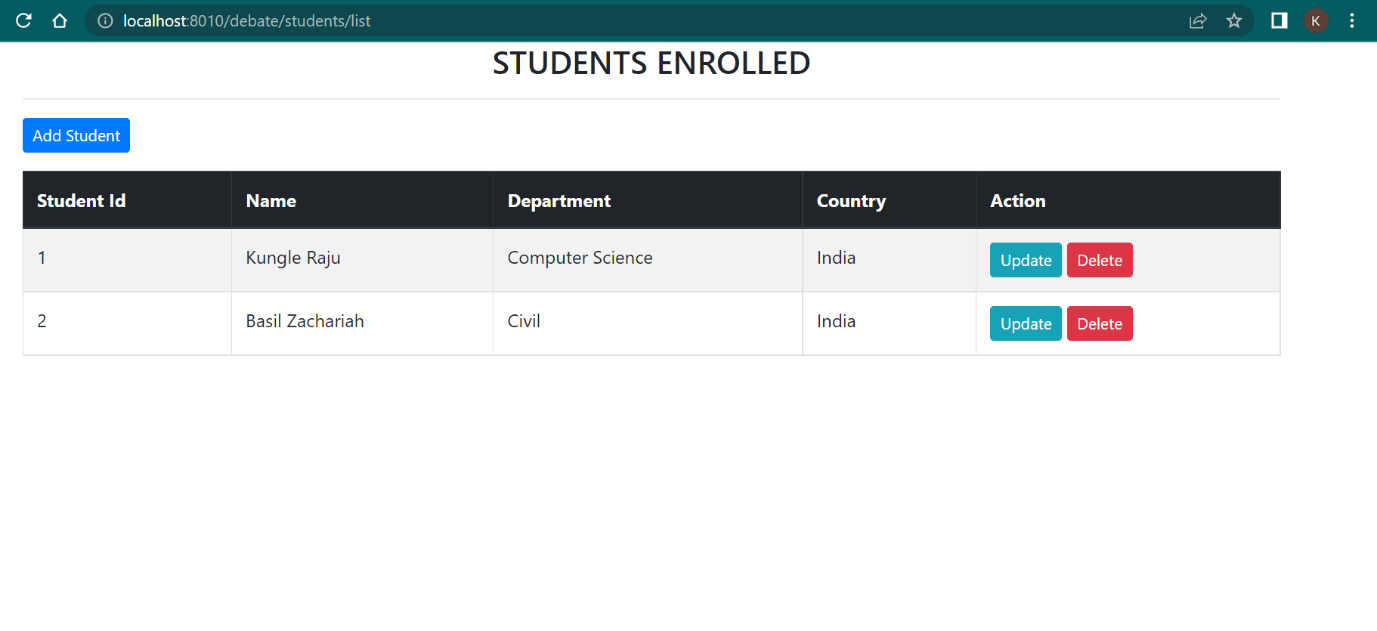 localhost:8010/debate/students/list
K
STUDENTS ENROLLED
Add Student
Student Id Name Department Country Action
1 Kungle Raju Computer Science India Update Delete
2 Basil Zachariah Civil India Update Delete